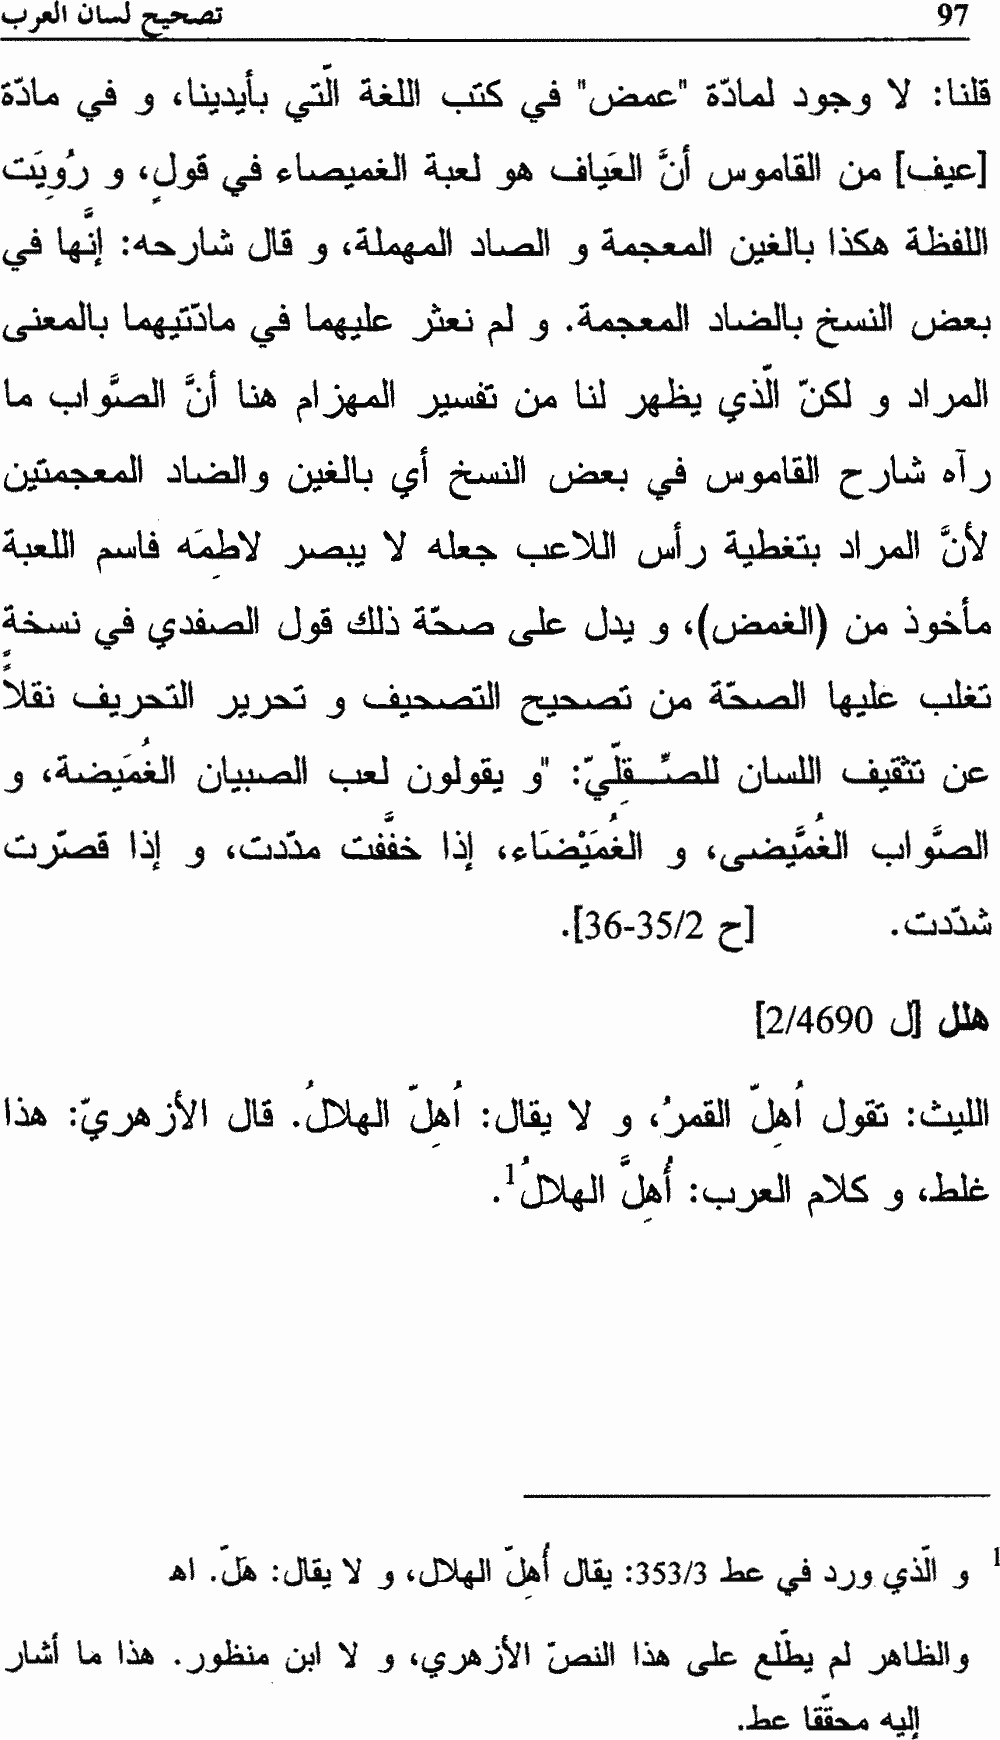 97 تصحيح لسان العرب
قلنا: لا وجود لمادّة "عمض" في كتب اللغة الّتي بأيدينا، و في مادّة
[عيف] من القاموس أنَّ العَيَاف هو لعبة الغميصاء في قولٍ، و رُوِيَت
اللفظة هكذا بالغين المعجمة و الصاد المهملة، و قال شارحه: إنَّها في
بعض النسخ بالضاد المعجمة. و لم نعثر عليهما في مادّتيهما بالمعنى
المراد و لكنّ الّذي يظهر لنا من تفسير المهزام هنا أنَّ الصَّواب ما
رآه شارح القاموس في بعض النسخ أي بالغين والضاد المعجمتين
لأنَّ المراد بتغطية رأس اللاعب جعله لا يبصر لاطِمَه فاسم اللعبة
مأخوذ من (الغمض)، و يدل على صحّة ذلك قول الصفدي في نسخة
تغلب عليها الصحّة من تصحيح التصحيف و تحرير التحريف نقلاً
عن تثقيف اللسان للصِّقِلّيّ: "و يقولون لعب الصبيان الغُمَيضة، و
الصَّواب الغُمَّيضى، و الغُمَيْضَاء، إذا خفَّفت مدّدت، و إذا قصّرت
شدّدت. [ح 35/2-36].
هلل [ل 2/4690]
الليث: تقول أُهِلّ القمرُ، و لا يقال: أُهِلّ الهلالُ. قال الأزهريّ: هذا
غلط، و كلام العرب: أُهِلَّ الهلالُ1.
1 و الّذي ورد في عط 353/3: يقال أُهِلّ الهلال، و لا يقال: هَلّ. اه
والظاهر لم يطّلع على هذا النصّ الأزهري، و لا ابن منظور. هذا ما أشار
إليه محقّقا عط.